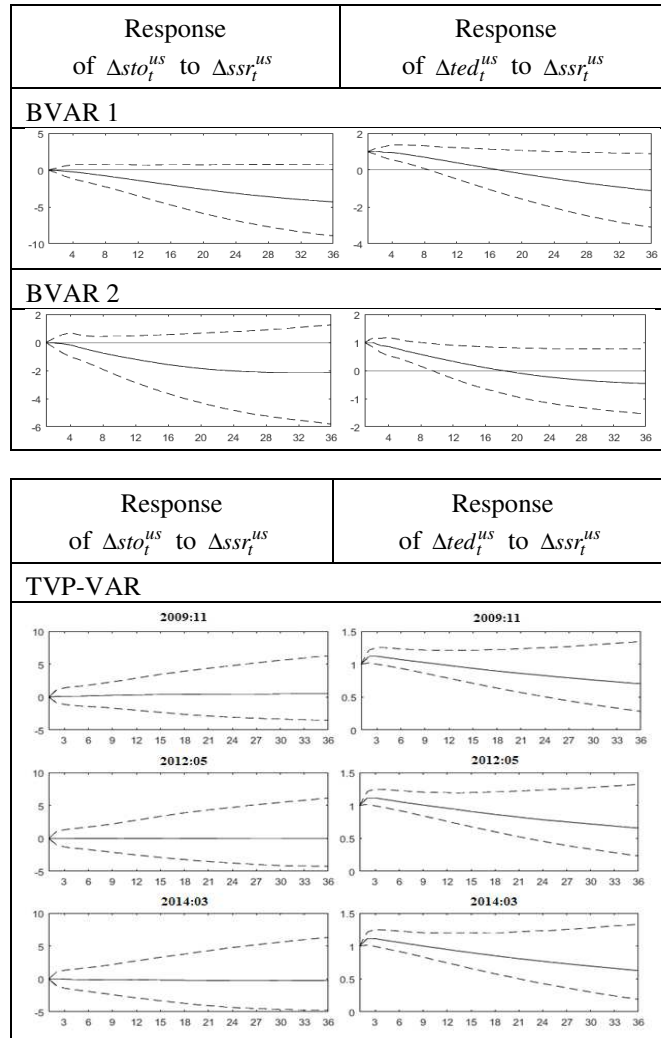 Response Response
of Δsto_t^us to Δssr_t^us of Δted_t^us to Δssr_t^us
BVAR 1
5 2
0 0
-5 -2
-10 -4
4 8 12 16 20 24 28 32 36 4 8 12 16 20 24 28 32 36
BVAR 2
2 2
0 1
-2 0
-4 -1
-6 -2
4 8 12 16 20 24 28 32 36 4 8 12 16 20 24 28 32 36
Response Response
of Δsto_t^us to Δssr_t^us of Δted_t^us to Δssr_t^us
TVP-VAR
2009:11 2009:11
10 1.5
5 1
0 0.5
-5 0
3 6 9 12 15 18 21 24 27 30 33 36 3 6 9 12 15 18 21 24 27 30 33 36
2012:05 2012:05
10 1.5
5 1
0 0.5
-5 0
3 6 9 12 15 18 21 24 27 30 33 36 3 6 9 12 15 18 21 24 27 30 33 36
2014:03 2014:03
10 1.5
5 1
0 0.5
-5 0
3 6 9 12 15 18 21 24 27 30 33 36 3 6 9 12 15 18 21 24 27 30 33 36